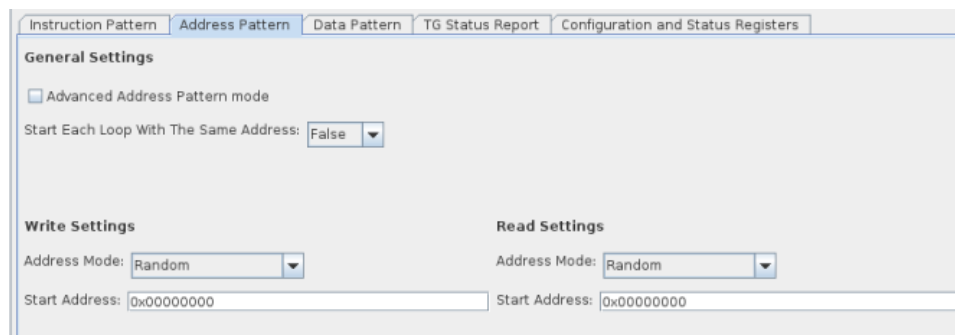 Instruction Pattern Address Pattern Data Pattern TG Status Report Configuration and Status Registers
General Settings
Advanced Address Pattern mode
Start Each Loop With The Same Address: False
Write Settings Read Settings
Address Mode: Random Address Mode: Random
Start Address: 0x00000000 Start Address: 0x00000000